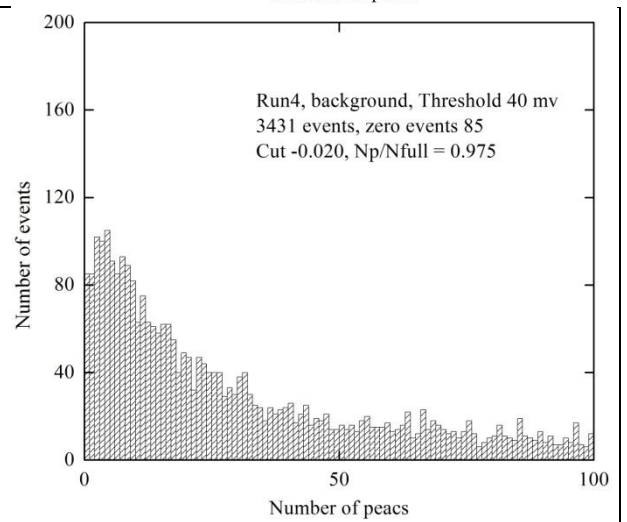 200
160
120
80
40
0
Number of events
Run4, background, Threshold 40 mv
3431 events, zero events 85
Cut -0.020, Np/Nfull = 0.975
0 50 100
Number of peacs